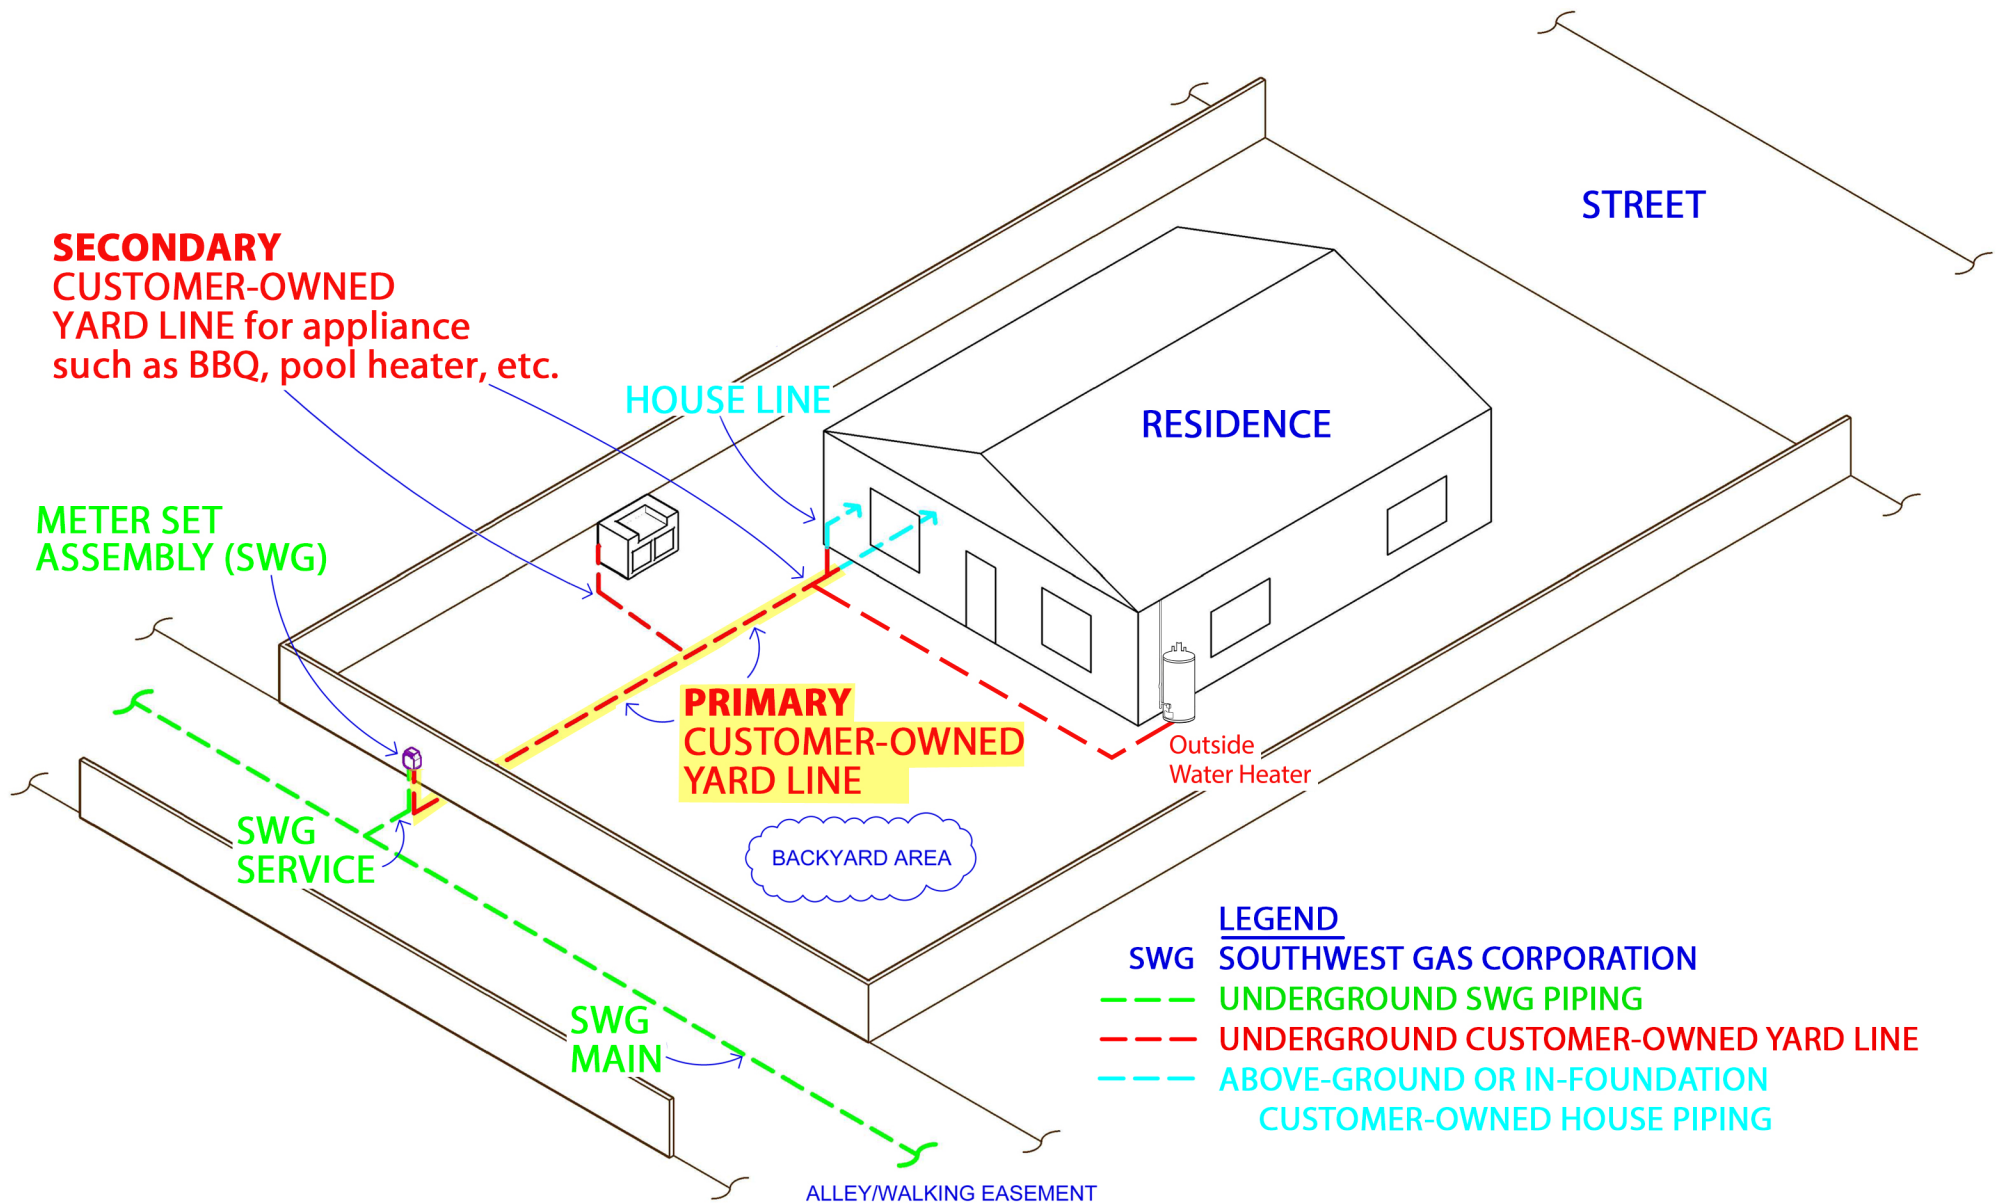 STREET
SECONDARY
CUSTOMER-OWNED
YARD LINE for appliance
such as BBQ, pool heater, etc.
HOUSE LINE
RESIDENCE
METER SET
ASSEMBLY (SWG)
PRIMARY
CUSTOMER-OWNED
YARD LINE
Outside
Water Heater
SWG
SERVICE
BACKYARD AREA
SWG
MAIN
LEGEND
SWG SOUTHWEST GAS CORPORATION
UNDERGROUND SWG PIPING
UNDERGROUND CUSTOMER-OWNED YARD LINE
ABOVE-GROUND OR IN-FOUNDATION
CUSTOMER-OWNED HOUSE PIPING
ALLEY/WALKING EASEMENT